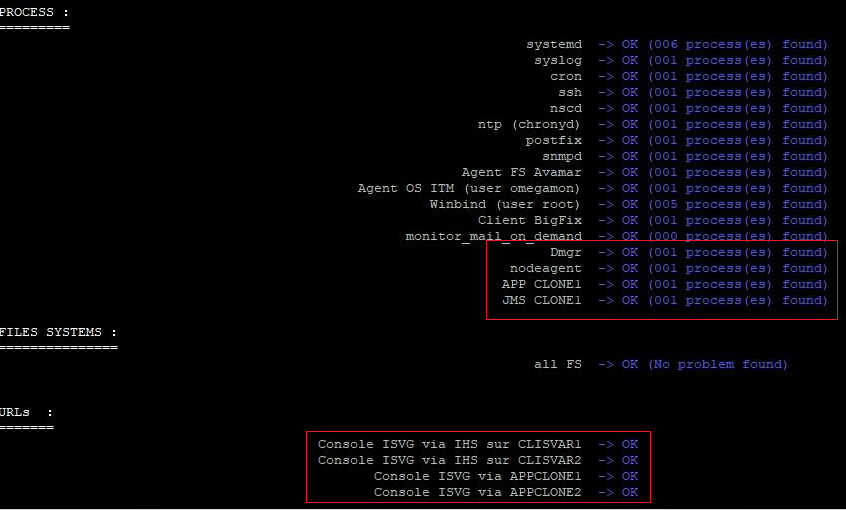 PROCESS :
=========
systemd -> OK (006 process(es) found)
syslog -> OK (001 process(es) found)
cron -> OK (001 process(es) found)
ssh -> OK (001 process(es) found)
nscd -> OK (001 process(es) found)
ntp (chronyd) -> OK (001 process(es) found)
postfix -> OK (001 process(es) found)
snmpd -> OK (001 process(es) found)
Agent FS Avamar -> OK (001 process(es) found)
Agent OS ITM (user omegamon) -> OK (001 process(es) found)
Winbind (user root) -> OK (005 process(es) found)
Client BigFix -> OK (001 process(es) found)
monitor_mail_on_demand -> OK (000 process(es) found)
Dmgr -> OK (001 process(es) found)
nodeagent -> OK (001 process(es) found)
APP CLONE1 -> OK (001 process(es) found)
JMS CLONE1 -> OK (001 process(es) found)
FILES SYSTEMS :
===============
all FS -> OK (No problem found)
URLs :
=======
Console ISVG via IHS sur CLISVAR1 -> OK
Console ISVG via IHS sur CLISVAR2 -> OK
Console ISVG via APPCLONE1 -> OK
Console ISVG via APPCLONE2 -> OK